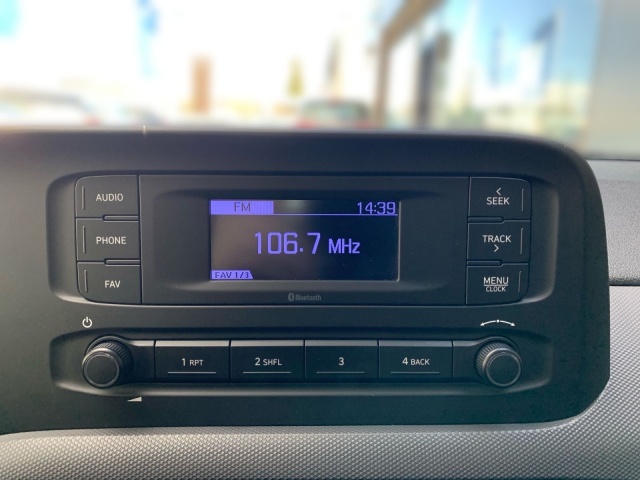 AUDIO
PHONE
FAV
FM 14:39
106.7 MHz
FAV 1/3
Bluetooth
SEEK
TRACK
MENU
CLOCK
1 RPT
2 SHFL
3
4 BACK